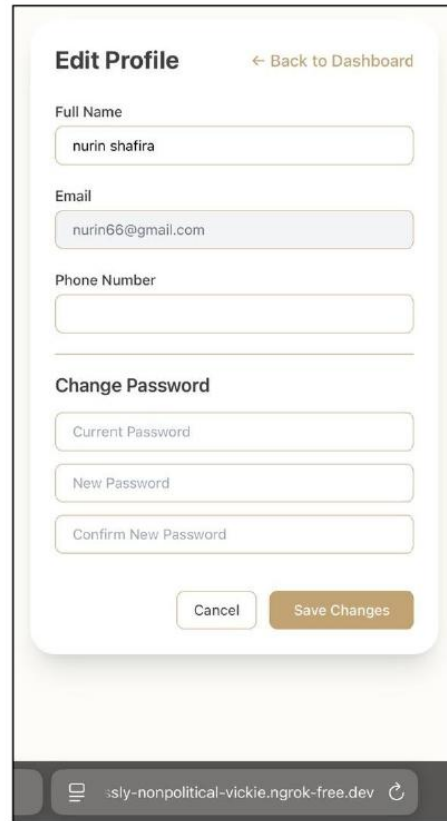 Edit Profile
← Back to Dashboard
Full Name
nurin shafira
Email
nurin66@gmail.com
Phone Number
Change Password
Current Password
New Password
Confirm New Password
Cancel
Save Changes
ssly-nonpolitical-vickie.ngrok-free.dev